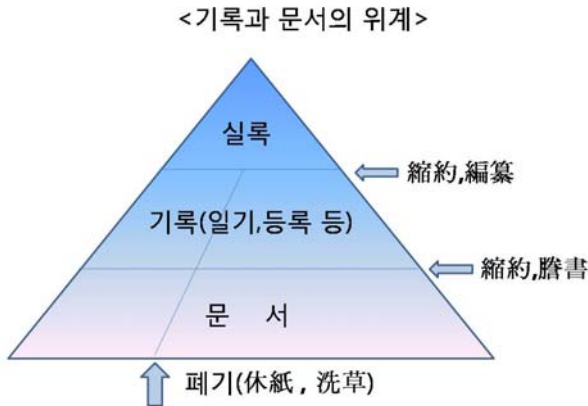 <기록과 문서의 위계>
실록
縮約,編纂
기록(일기,등록 등)
縮約,謄書
문 서
폐기(休紙 , 洗草)